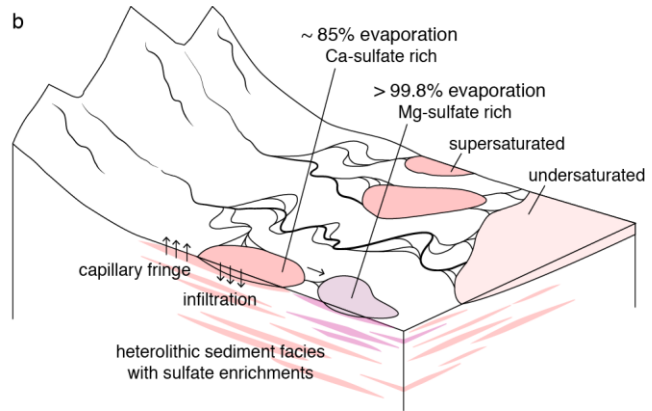 b
~ 85% evaporation
Ca-sulfate rich
> 99.8% evaporation
Mg-sulfate rich
supersaturated
undersaturated
capillary fringe
infiltration
heterolithic sediment facies
with sulfate enrichments